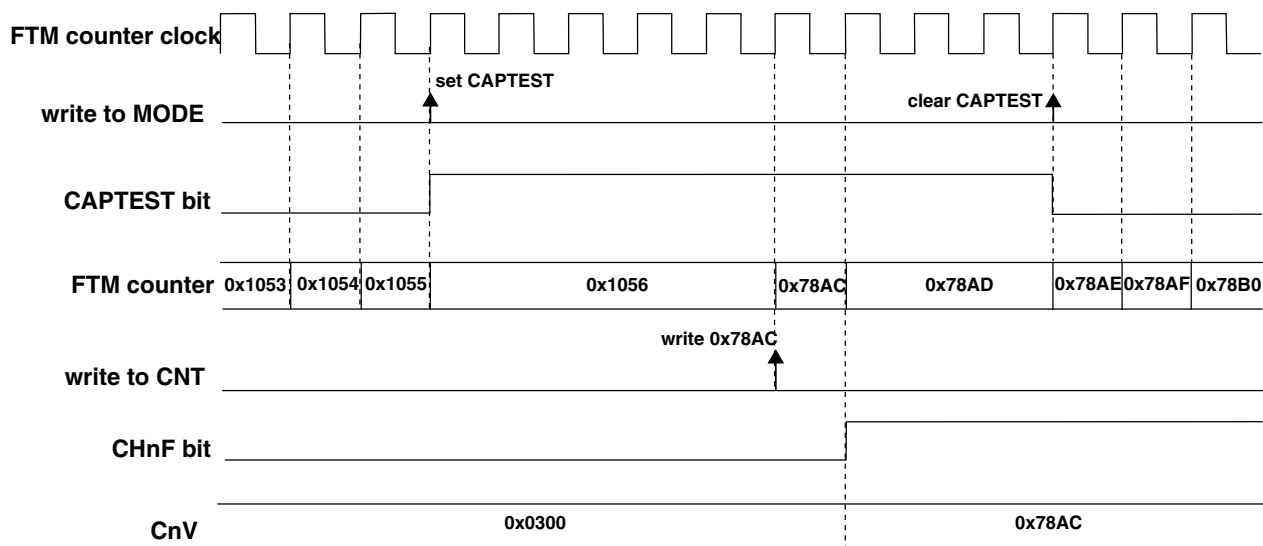 FTM counter clock
set CAPTEST
write to MODE
clear CAPTEST
CAPTEST bit
FTM counter 0x1053 0x1054 0x1055 0x1056 0x78AC 0x78AD 0x78AE 0x78AF 0x78B0
write 0x78AC
write to CNT
CHnF bit
CnV 0x0300 0x78AC